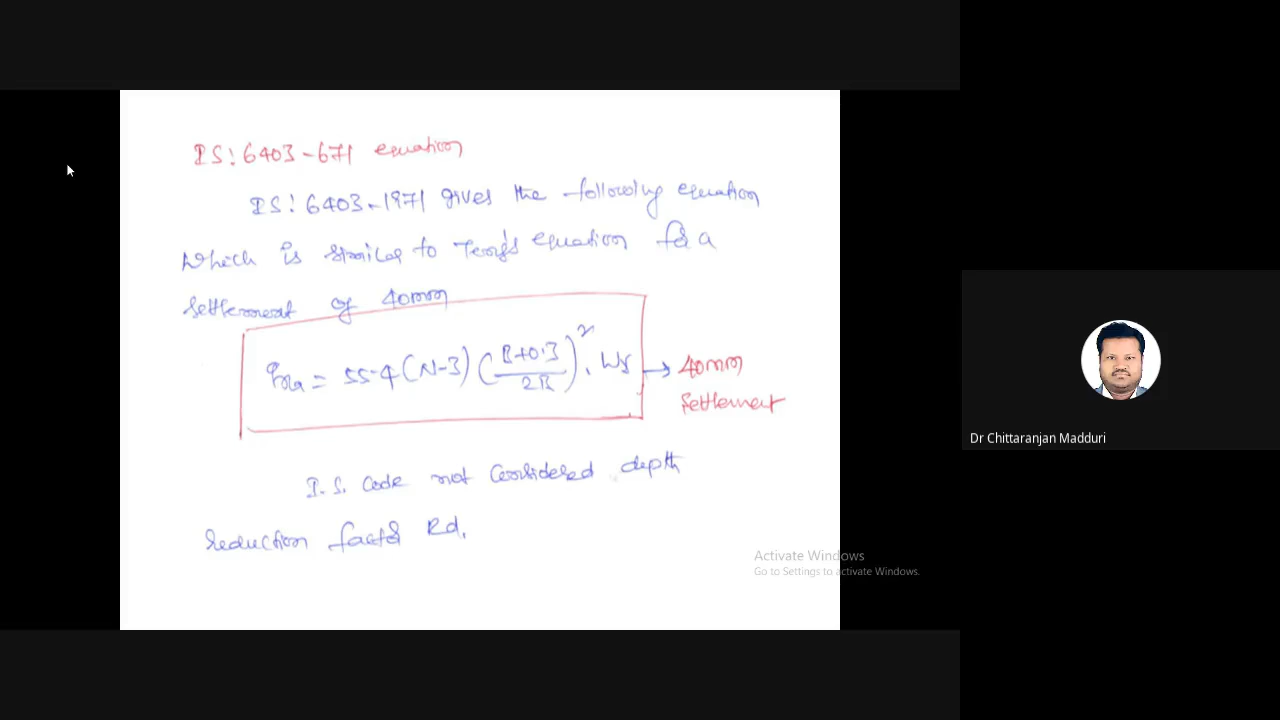 IS: 6403-671 equation
IS: 6403-1971 gives the following equation
which is similar to Teng's equation for a
settlement of 40mm
qna = 55.4 (N-3) (B+0.3/2B)². Wγ → 40mm
settlement
I.S. Code not Considered depth
reduction factor Rd.
Activate Windows
Go to Settings to activate Windows.
Dr Chittaranjan Madduri